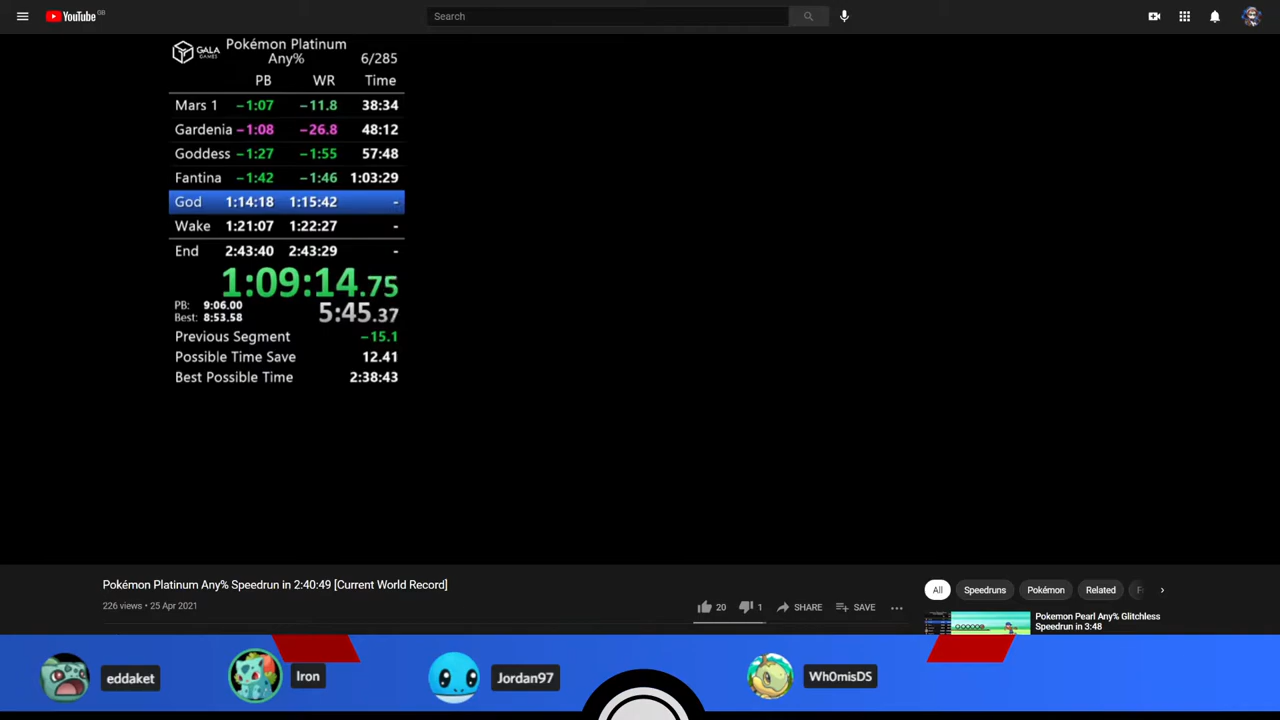 YouTube GB
Search
GALA GAMES
Pokémon Platinum
Any% 6/285
PB WR Time
Mars 1 −1:07 −11.8 38:34
Gardenia −1:08 −26.8 48:12
Goddess −1:27 −1:55 57:48
Fantina −1:42 −1:46 1:03:29
God 1:14:18 1:15:42 -
Wake 1:21:07 1:22:27 -
End 2:43:40 2:43:29 -
1:09:14.75
PB: 9:06.00
Best: 8:53.58
5:45.37
Previous Segment −15.1
Possible Time Save 12.41
Best Possible Time 2:38:43
Pokémon Platinum Any% Speedrun in 2:40:49 [Current World Record]
226 views • 25 Apr 2021
20 1 SHARE SAVE
All Speedruns Pokémon Related
Pokemon Pearl Any% Glitchless
Speedrun in 3:48
eddaket Iron Jordan97 Wh0misDS